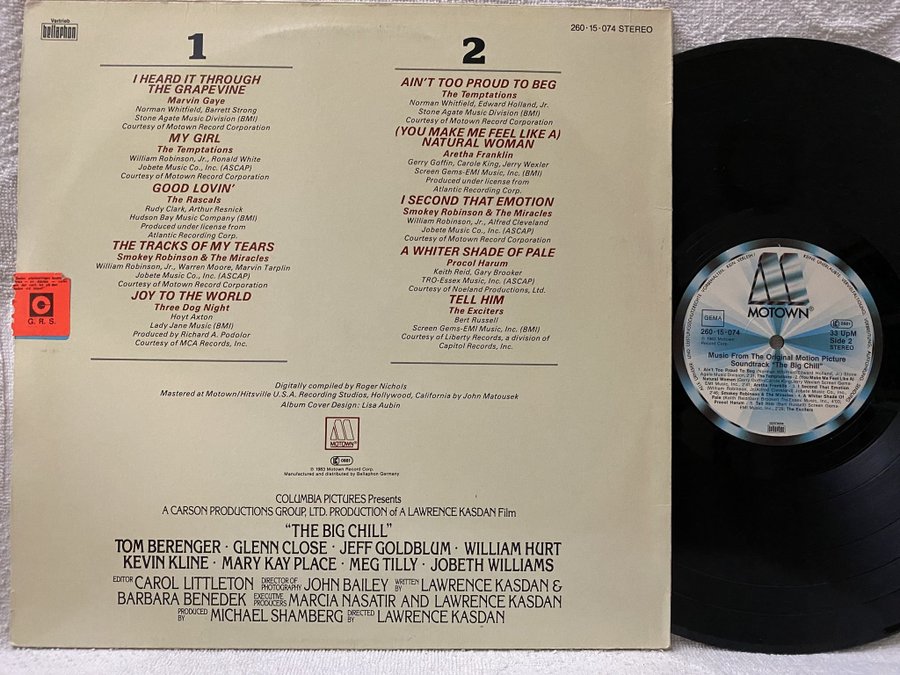 Vertrieb
bellaphon
260·15·074 STEREO
1
I HEARD IT THROUGH
THE GRAPEVINE
Marvin Gaye
Norman Whitfield, Barrett Strong
Stone Agate Music Division (BMI)
Courtesy of Motown Record Corporation
MY GIRL
The Temptations
William Robinson, Jr., Ronald White
Jobete Music Co., Inc. (ASCAP)
Courtesy of Motown Record Corporation
GOOD LOVIN'
The Rascals
Rudy Clark, Arthur Resnick
Hudson Bay Music Company (BMI)
Produced under license from
Atlantic Recording Corp.
THE TRACKS OF MY TEARS
Smokey Robinson & The Miracles
William Robinson, Jr., Warren Moore, Marvin Tarplin
Jobete Music Co., Inc. (ASCAP)
Courtesy of Motown Record Corporation
JOY TO THE WORLD
Three Dog Night
Hoyt Axton
Lady Jane Music (BMI)
Produced by Richard A. Podolor
Courtesy of MCA Records, Inc.
2
AIN'T TOO PROUD TO BEG
The Temptations
Norman Whitfield, Edward Holland, Jr.
Stone Agate Music Division (BMI)
Courtesy of Motown Record Corporation
(YOU MAKE ME FEEL LIKE A)
NATURAL WOMAN
Aretha Franklin
Gerry Goffin, Carole King, Jerry Wexler
Screen Gems-EMI Music, Inc. (BMI)
Produced under license from
Atlantic Recording Corp.
I SECOND THAT EMOTION
Smokey Robinson & The Miracles
William Robinson, Jr., Alfred Cleveland
Jobete Music Co., Inc. (ASCAP)
Courtesy of Motown Record Corporation
A WHITER SHADE OF PALE
Procol Harum
Keith Reid, Gary Brooker
TRO-Essex Music, Inc. (ASCAP)
Courtesy of Noeland Productions, Ltd.
TELL HIM
The Exciters
Bert Russell
Screen Gems-EMI Music, Inc. (BMI)
Courtesy of Liberty Records, a division of
Capitol Records, Inc.
G.R.S.
Digitally compiled by Roger Nichols
Mastered at Motown/Hitsville U.S.A. Recording Studios, Hollywood, California by John Matousek
Album Cover Design: Lisa Aubin
MOTOWN
LC 0681
℗ 1983 Motown Record Corp.
Manufactured and distributed by Bellaphon Germany
COLUMBIA PICTURES Presents
A CARSON PRODUCTIONS GROUP, LTD. PRODUCTION OF A LAWRENCE KASDAN Film
"THE BIG CHILL"
TOM BERENGER · GLENN CLOSE · JEFF GOLDBLUM · WILLIAM HURT
KEVIN KLINE · MARY KAY PLACE · MEG TILLY · JOBETH WILLIAMS
EDITOR CAROL LITTLETON DIRECTOR OF PHOTOGRAPHY JOHN BAILEY WRITTEN BY LAWRENCE KASDAN &
BARBARA BENEDEK EXECUTIVE PRODUCERS MARCIA NASATIR AND LAWRENCE KASDAN
PRODUCED BY MICHAEL SHAMBERG DIRECTED BY LAWRENCE KASDAN
MOTOWN®
GEMA
LC 0681
260·15·074
33 UpM
Side 2
STEREO
℗ 1983 Motown
Record Corp.
Music From The Original Motion Picture
Soundtrack "The Big Chill"
bellaphon